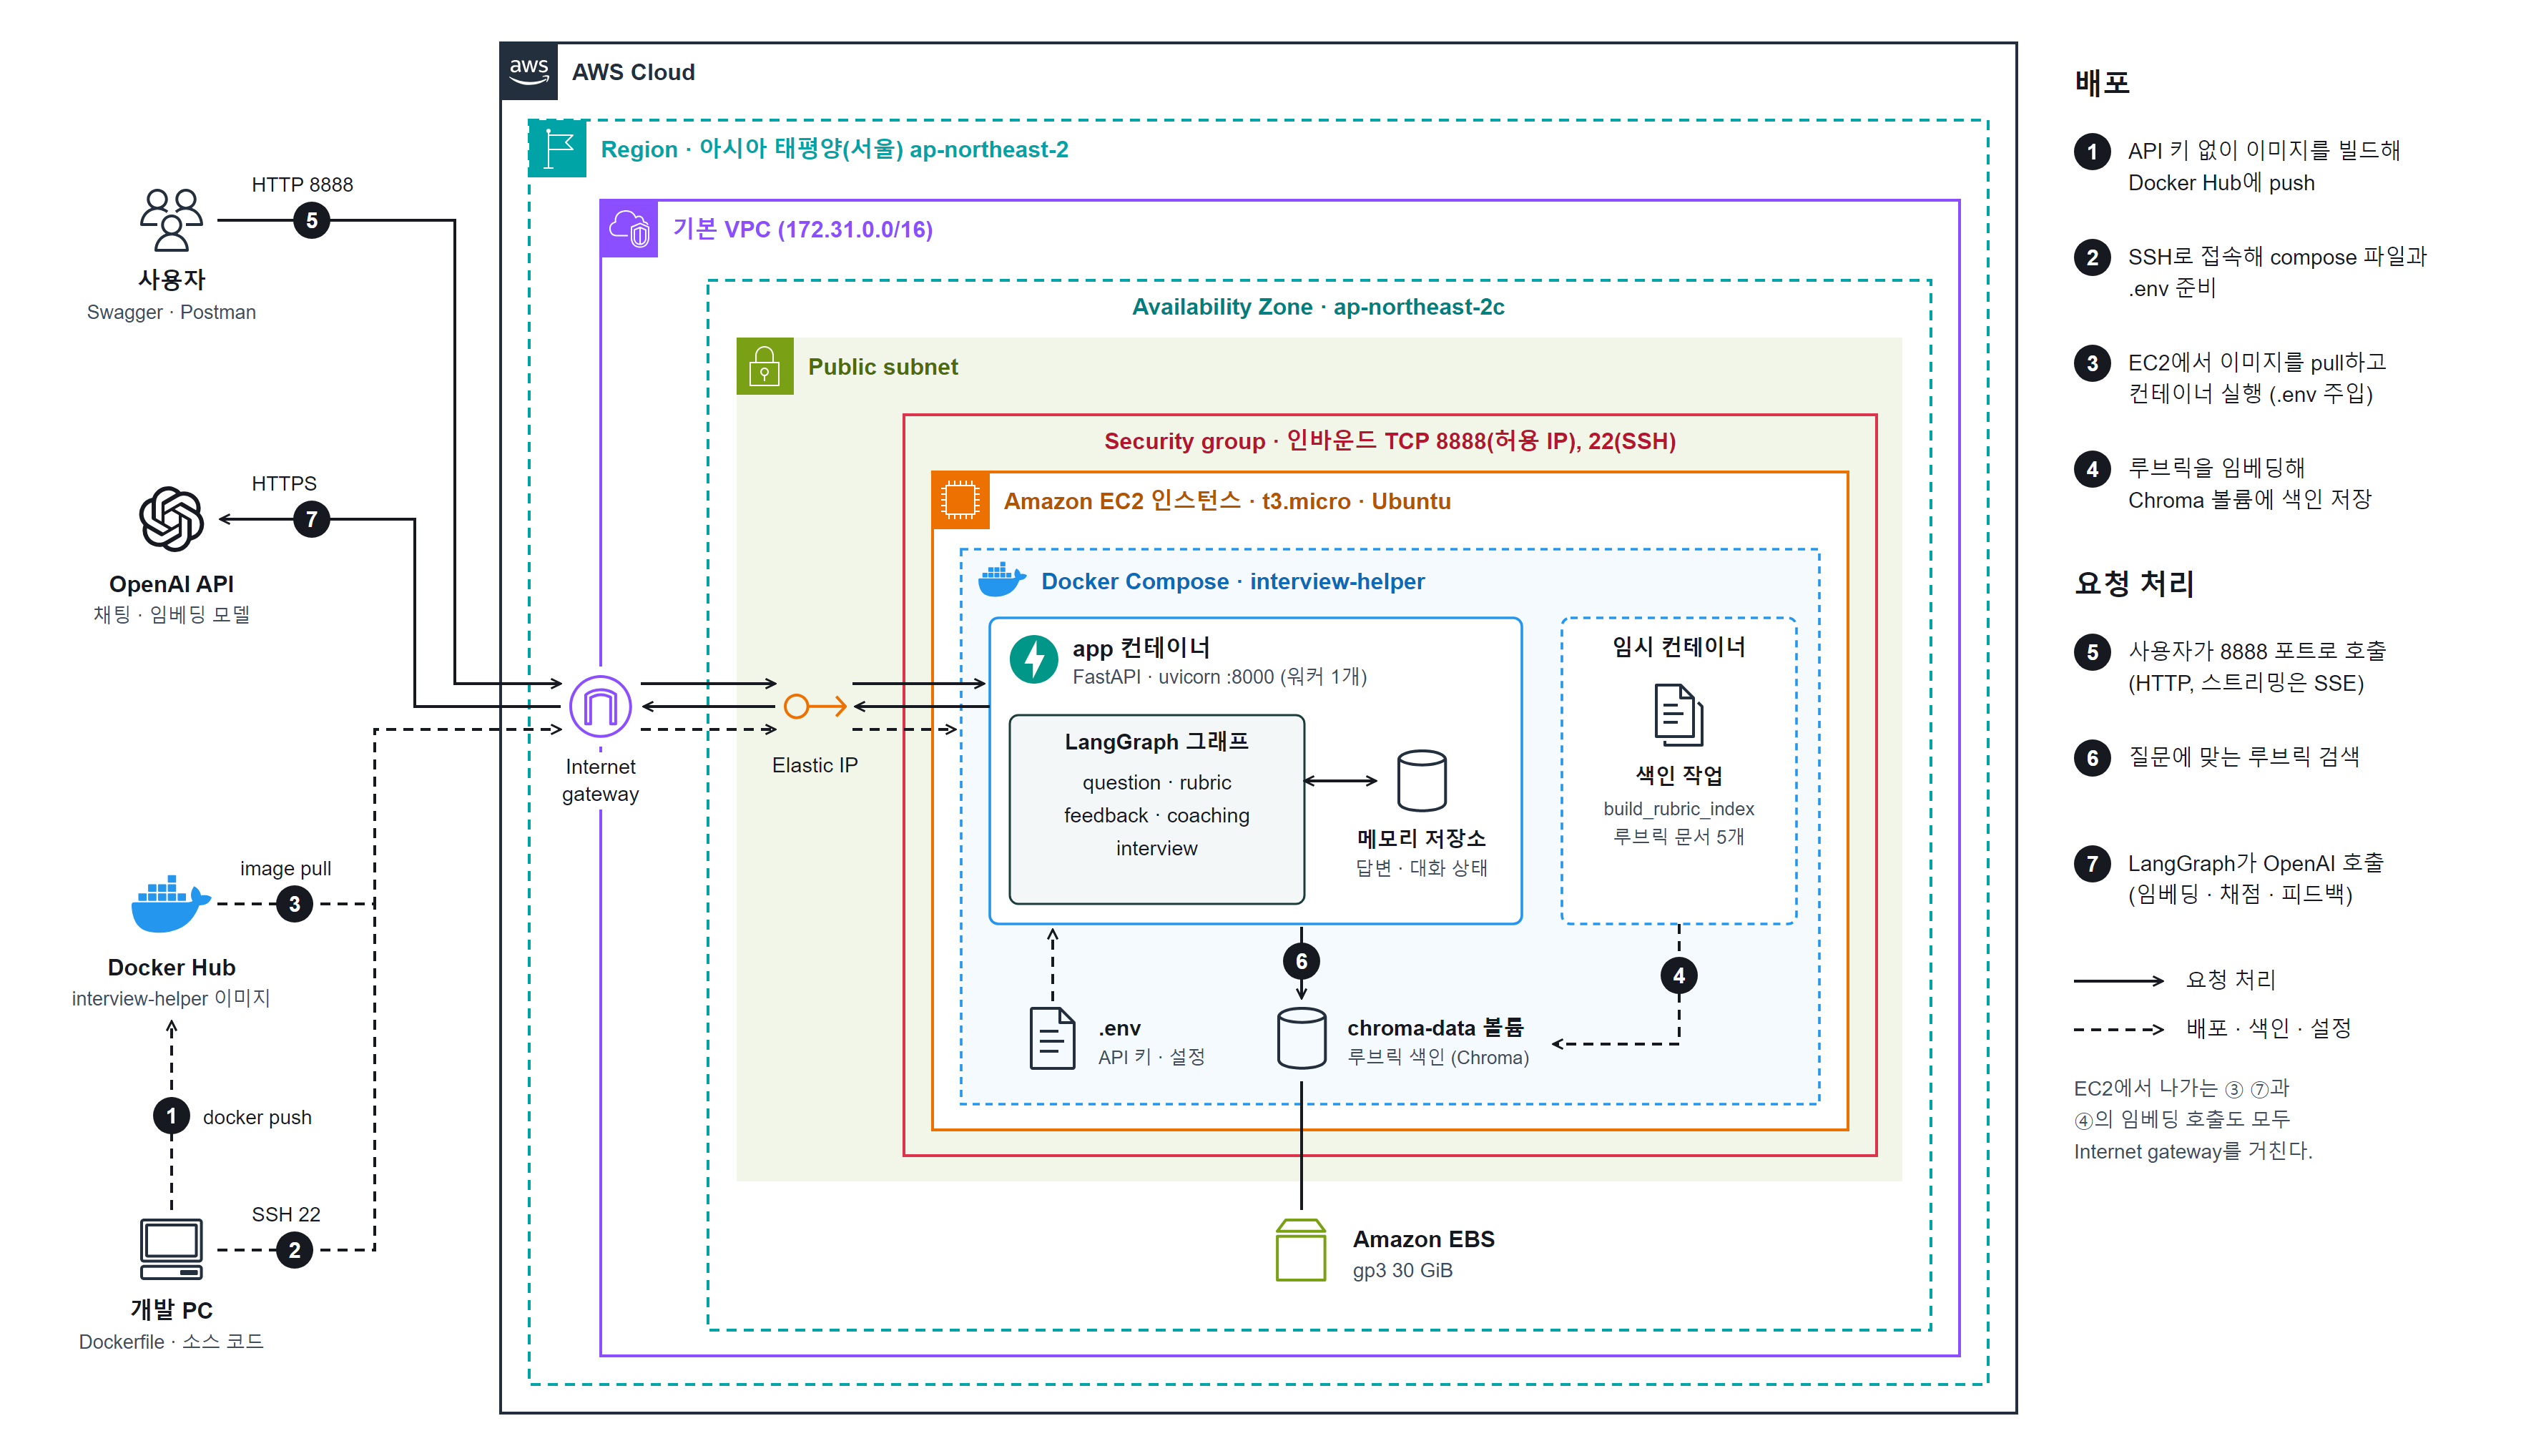 aws
AWS Cloud
Region · 아시아 태평양(서울) ap-northeast-2
기본 VPC (172.31.0.0/16)
Availability Zone · ap-northeast-2c
Public subnet
Security group · 인바운드 TCP 8888(허용 IP), 22(SSH)
Amazon EC2 인스턴스 · t3.micro · Ubuntu
Docker Compose · interview-helper
app 컨테이너
FastAPI · uvicorn :8000 (워커 1개)
LangGraph 그래프
question · rubric
feedback · coaching
interview
메모리 저장소
답변 · 대화 상태
임시 컨테이너
색인 작업
build_rubric_index
루브릭 문서 5개
6
4
.env
API 키 · 설정
chroma-data 볼륨
루브릭 색인 (Chroma)
Amazon EBS
gp3 30 GiB
Internet
gateway
Elastic IP
HTTP 8888
5
사용자
Swagger · Postman
HTTPS
7
OpenAI API
채팅 · 임베딩 모델
image pull
3
Docker Hub
interview-helper 이미지
1
docker push
SSH 22
2
개발 PC
Dockerfile · 소스 코드
배포
1 API 키 없이 이미지를 빌드해
Docker Hub에 push
2 SSH로 접속해 compose 파일과
.env 준비
3 EC2에서 이미지를 pull하고
컨테이너 실행 (.env 주입)
4 루브릭을 임베딩해
Chroma 볼륨에 색인 저장
요청 처리
5 사용자가 8888 포트로 호출
(HTTP, 스트리밍은 SSE)
6 질문에 맞는 루브릭 검색
7 LangGraph가 OpenAI 호출
(임베딩 · 채점 · 피드백)
요청 처리
배포 · 색인 · 설정
EC2에서 나가는 ③ ⑦과
④의 임베딩 호출도 모두
Internet gateway를 거친다.